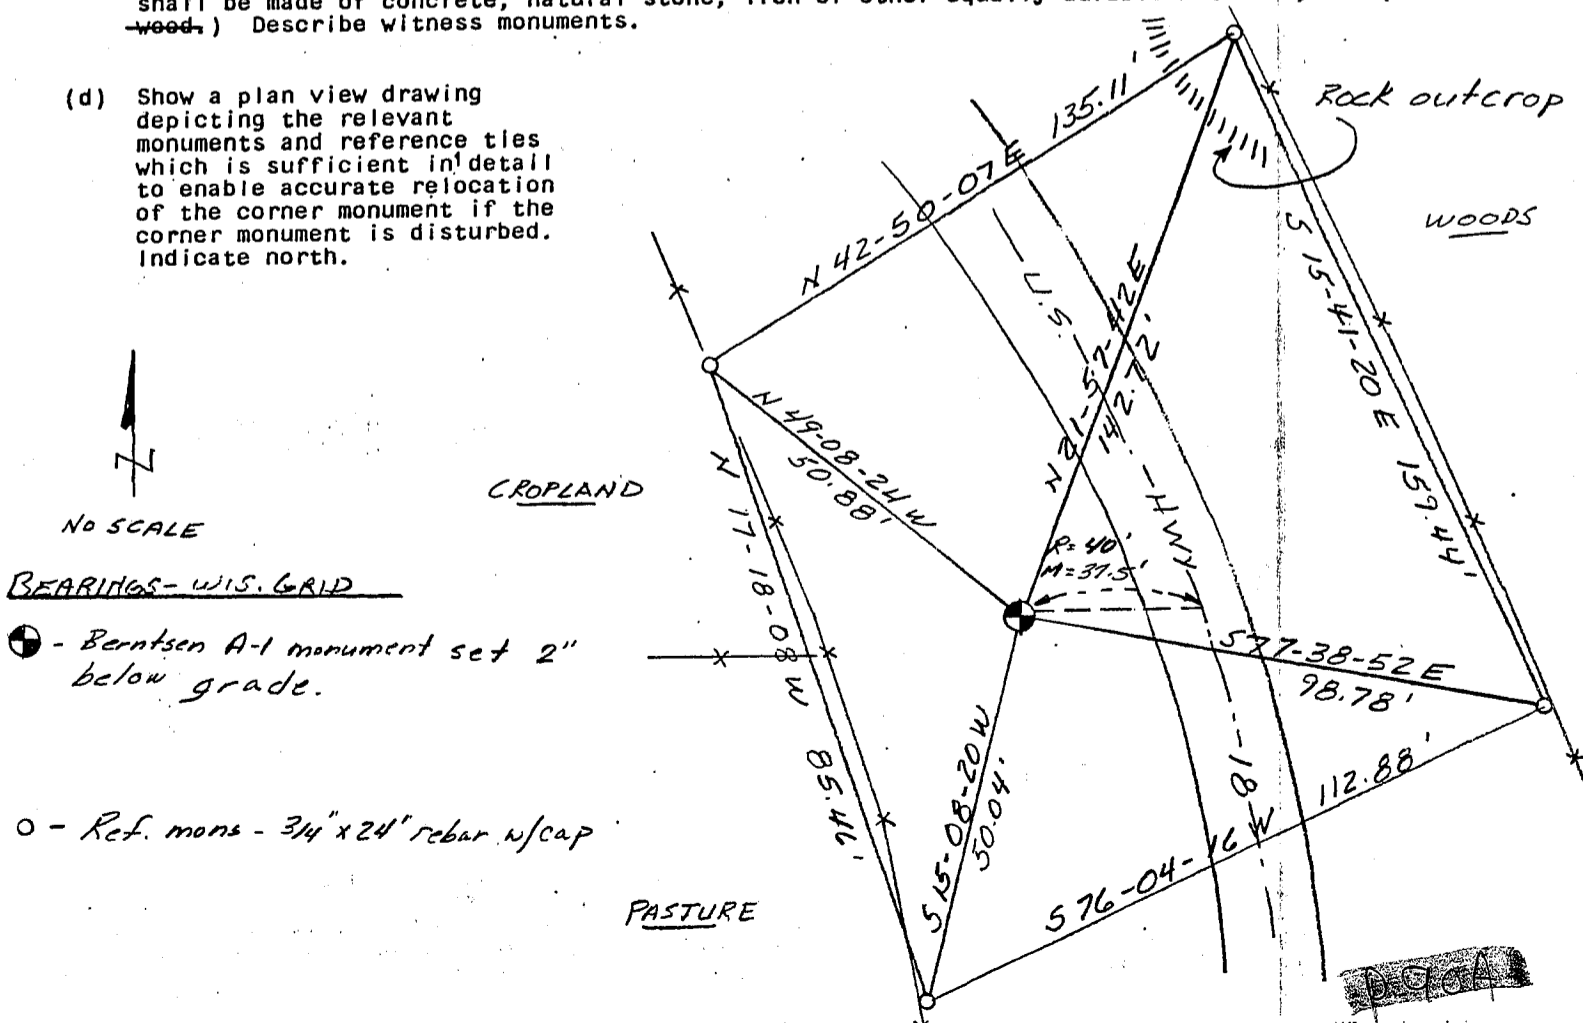 wood.) Describe witness monuments.
(d) Show a plan view drawing
depicting the relevant
monuments and reference ties
which is sufficient in detail
to enable accurate relocation
of the corner monument if the
corner monument is disturbed.
Indicate north.
N
NO SCALE
BEARINGS - WIS. GRID
- Berntsen A-1 monument set 2"
below grade.
o - Ref. mons - 3/4" x 24" rebar w/cap
CROPLAND
PASTURE
WOODS
Rock outcrop
N 42-50-07 E 135.11'
N 49-08-24 W
50.88'
N 17-18-08 W 85.46'
N 21-57-42 E
142.72'
S 15-41-20 E 159.44'
R=40'
M=37.5'
U.S. HWY 18
S 77-38-52 E
98.78'
S 15-08-20 W
50.04'
S 76-04-16 W 112.88'
P-90A